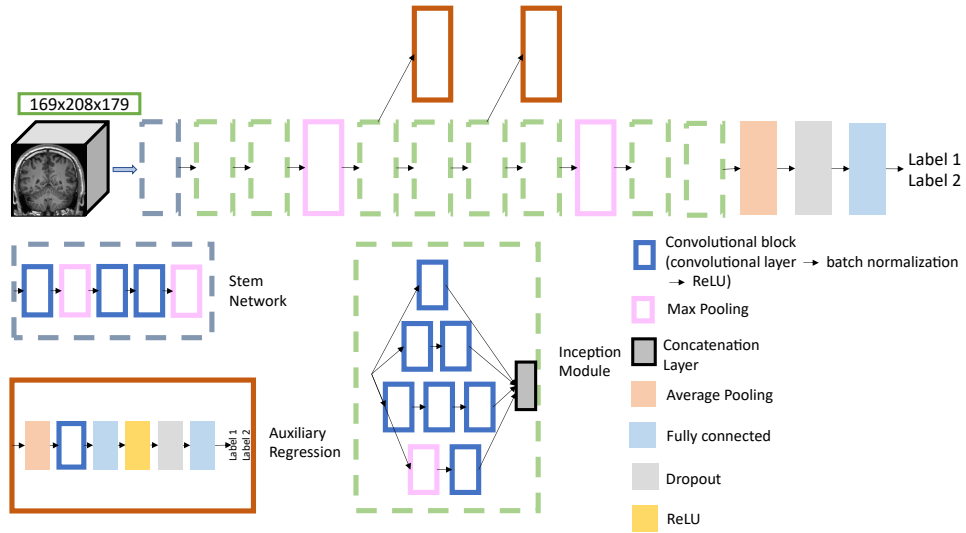 169x208x179
Label 1
Label 2
Stem
Network
Inception
Module
Auxiliary
Regression
Label 1
Label 2
Convolutional block
(convolutional layer → batch normalization
→ ReLU)
Max Pooling
Concatenation
Layer
Average Pooling
Fully connected
Dropout
ReLU